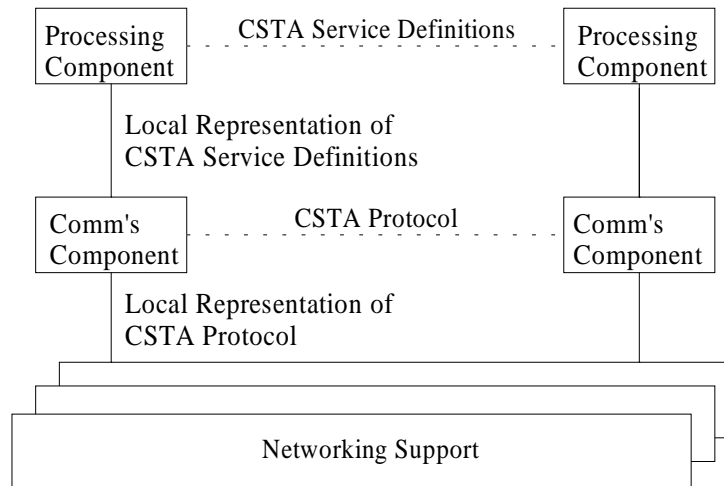 Processing
Component
CSTA Service Definitions
Processing
Component
Local Representation of
CSTA Service Definitions
Comm's
Component
CSTA Protocol
Comm's
Component
Local Representation of
CSTA Protocol
Networking Support